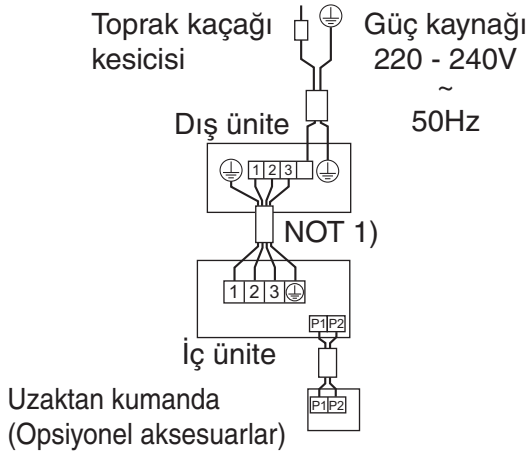 Toprak kaçağı
kesicisi
Güç kaynağı
220 - 240V
~
50Hz
Dış ünite
1 2 3
NOT 1)
1 2 3
P1 P2
İç ünite
P1 P2
Uzaktan kumanda
(Opsiyonel aksesuarlar)